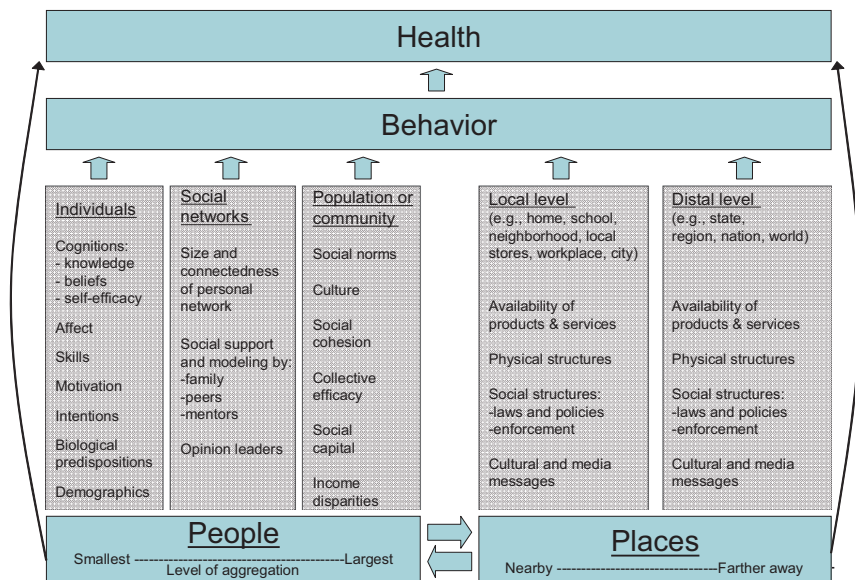 Health
Behavior
Individuals
Cognitions:
- knowledge
- beliefs
- self-efficacy
Affect
Skills
Motivation
Intentions
Biological
predispositions
Demographics
Social
networks
Size and
connectedness
of personal
network
Social support
and modeling by:
-family
-peers
-mentors
Opinion leaders
Population or
community
Social norms
Culture
Social
cohesion
Collective
efficacy
Social
capital
Income
disparities
Local level
(e.g., home, school,
neighborhood, local
stores, workplace, city)
Availability of
products & services
Physical structures
Social structures:
-laws and policies
-enforcement
Cultural and media
messages
Distal level
(e.g., state,
region, nation, world)
Availability of
products & services
Physical structures
Social structures:
-laws and policies
-enforcement
Cultural and media
messages
People
Smallest -------------------------------------------Largest
Level of aggregation
Places
Nearby --------------------------------Farther away